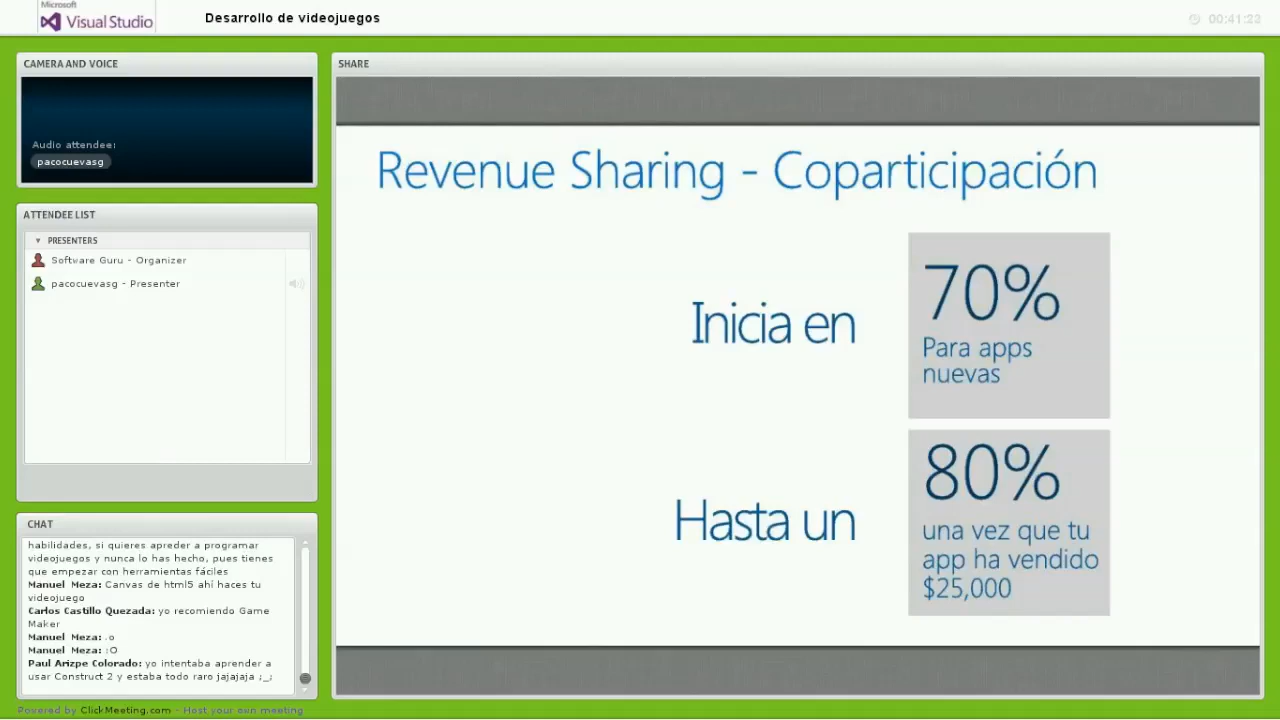 Microsoft
Visual Studio
Desarrollo de videojuegos
00:41:23
CAMERA AND VOICE
Audio attendee:
pacocuevasg
ATTENDEE LIST
PRESENTERS
Software Guru - Organizer
pacocuevasg - Presenter
CHAT
habilidades, si quieres apreder a programar
videojuegos y nunca lo has hecho, pues tienes
que empezar con herramientas fáciles
Manuel Meza: Canvas de html5 ahí haces tu
videojuego
Carlos Castillo Quezada: yo recomiendo Game
Maker
Manuel Meza: .o
Manuel Meza: :O
Paul Arizpe Colorado: yo intentaba aprender a
usar Construct 2 y estaba todo raro jajajaja ;_;
SHARE
Revenue Sharing - Coparticipación
Inicia en
70%
Para apps
nuevas
Hasta un
80%
una vez que tu
app ha vendido
$25,000
Powered by ClickMeeting.com - Host your own meeting